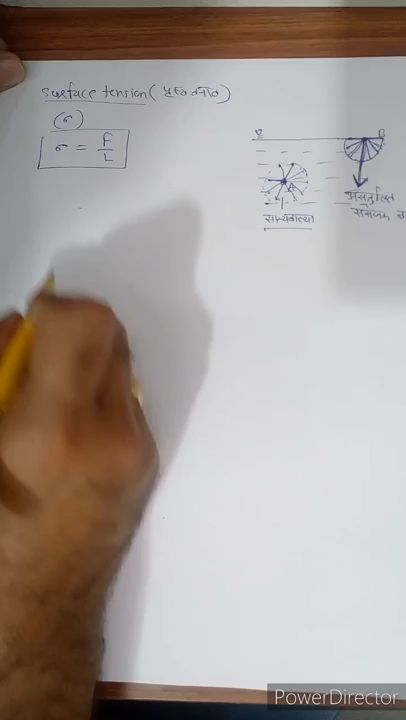 surface tension (पृष्ठ तनाव)
(σ)
σ = F/L
B
A
साम्यावस्था
असंतुलित
PowerDirector